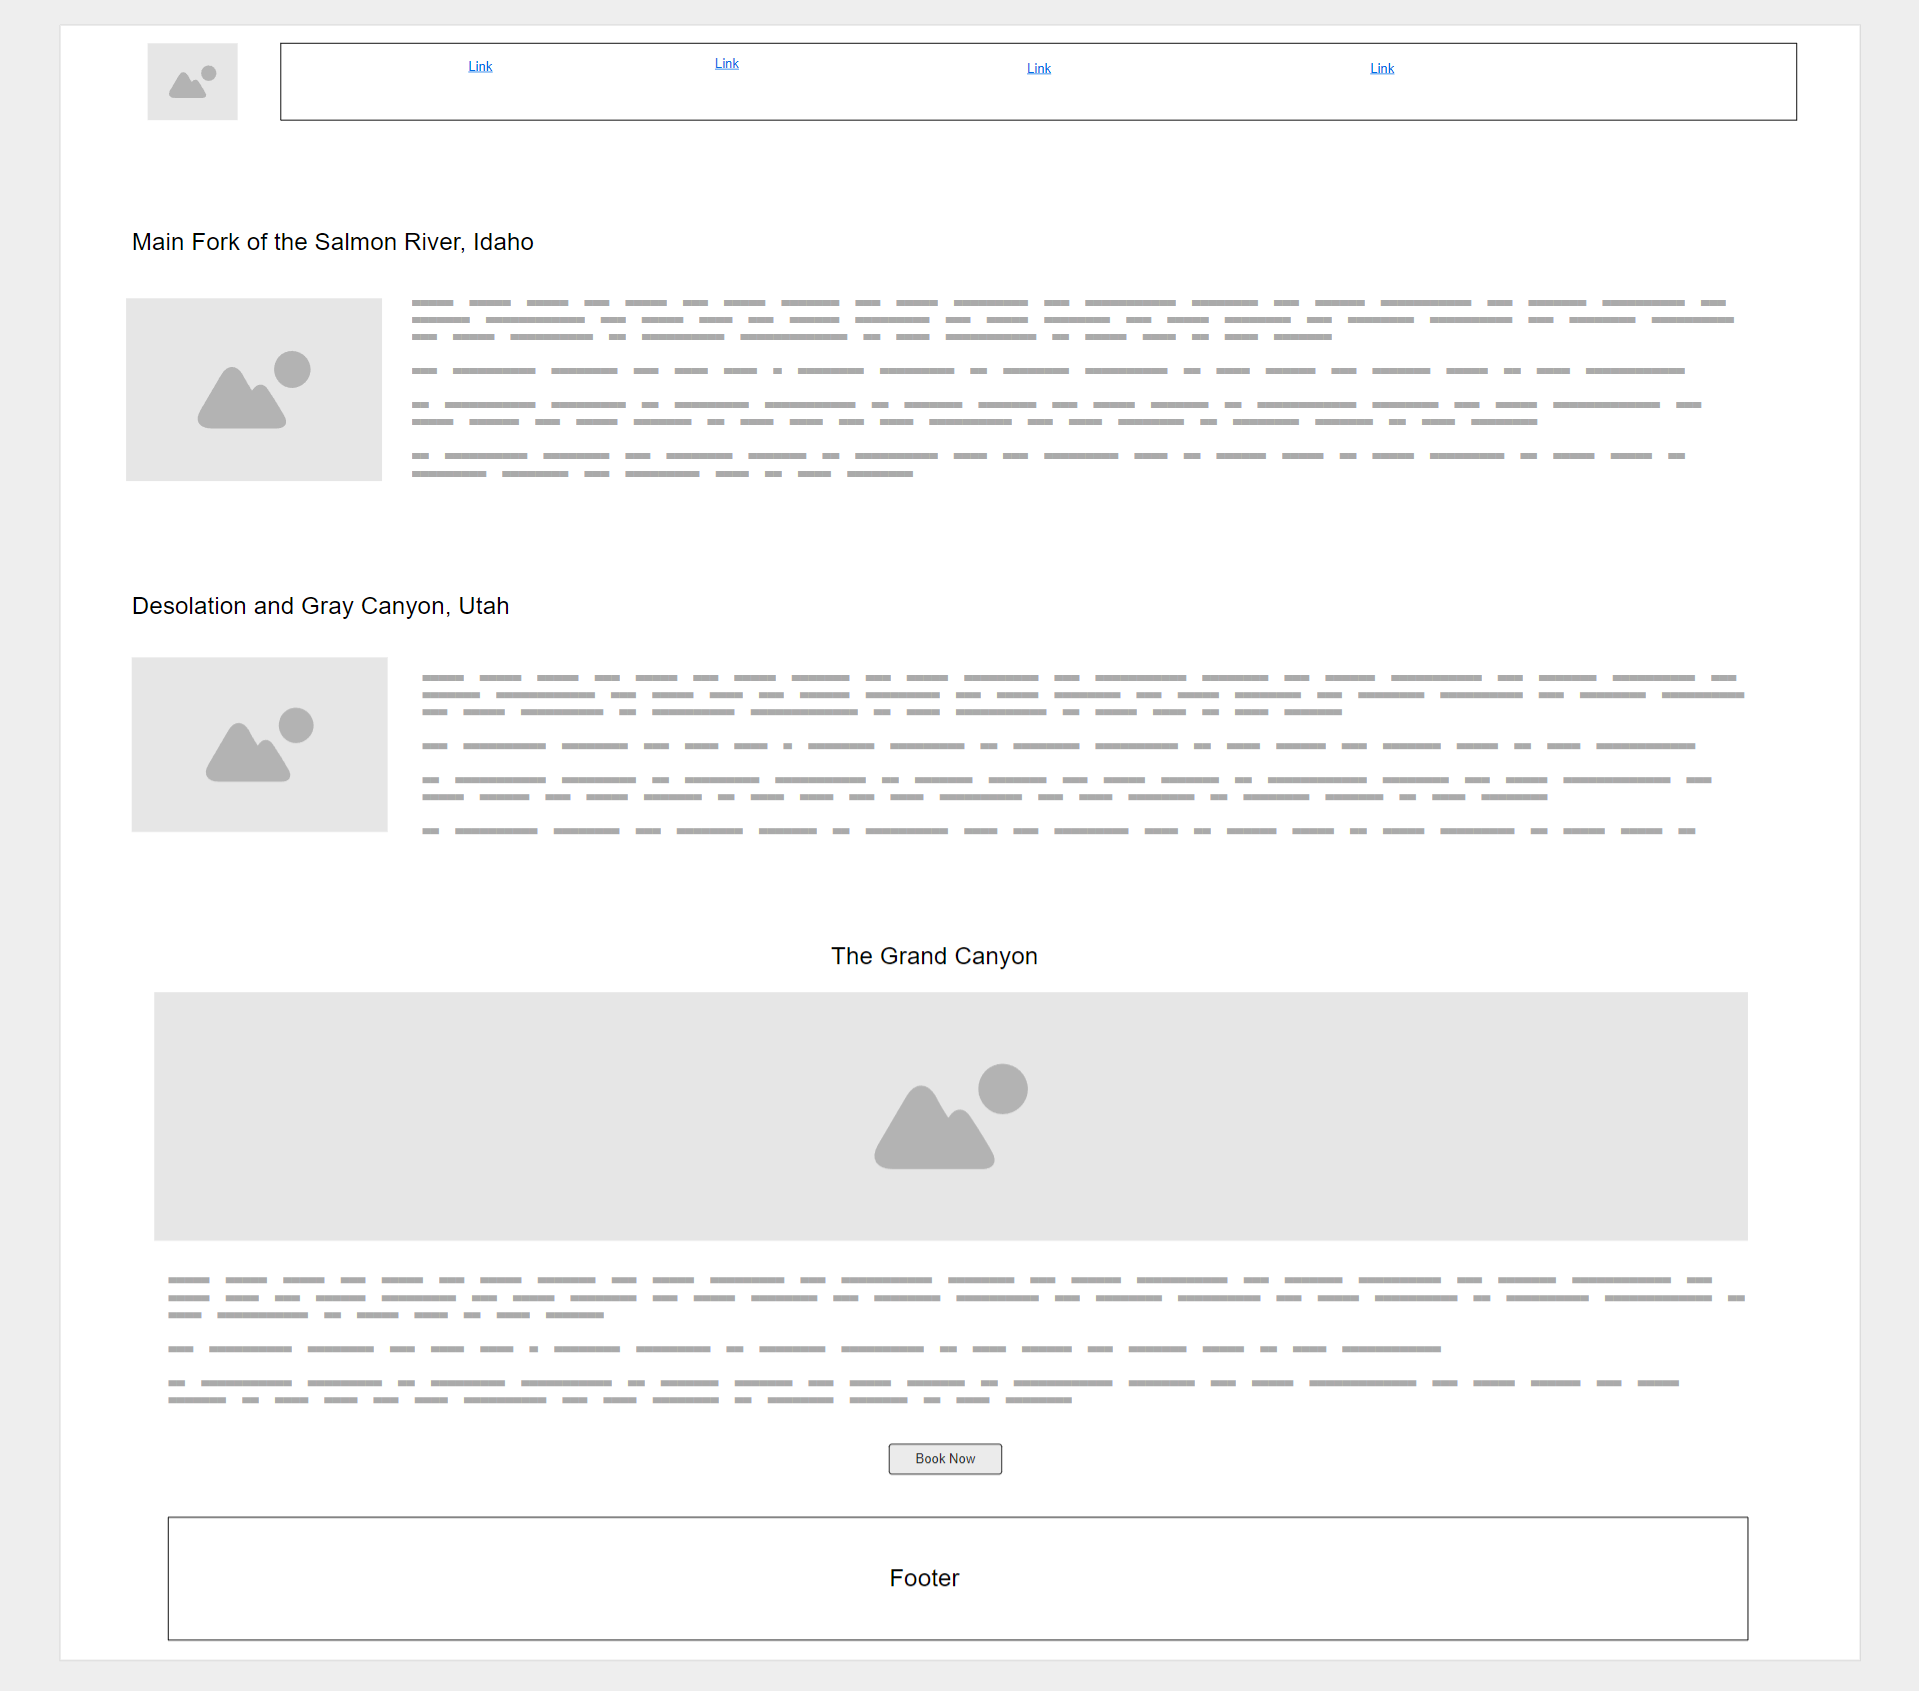 Link Link Link Link
Main Fork of the Salmon River, Idaho
Desolation and Gray Canyon, Utah
The Grand Canyon
Book Now
Footer